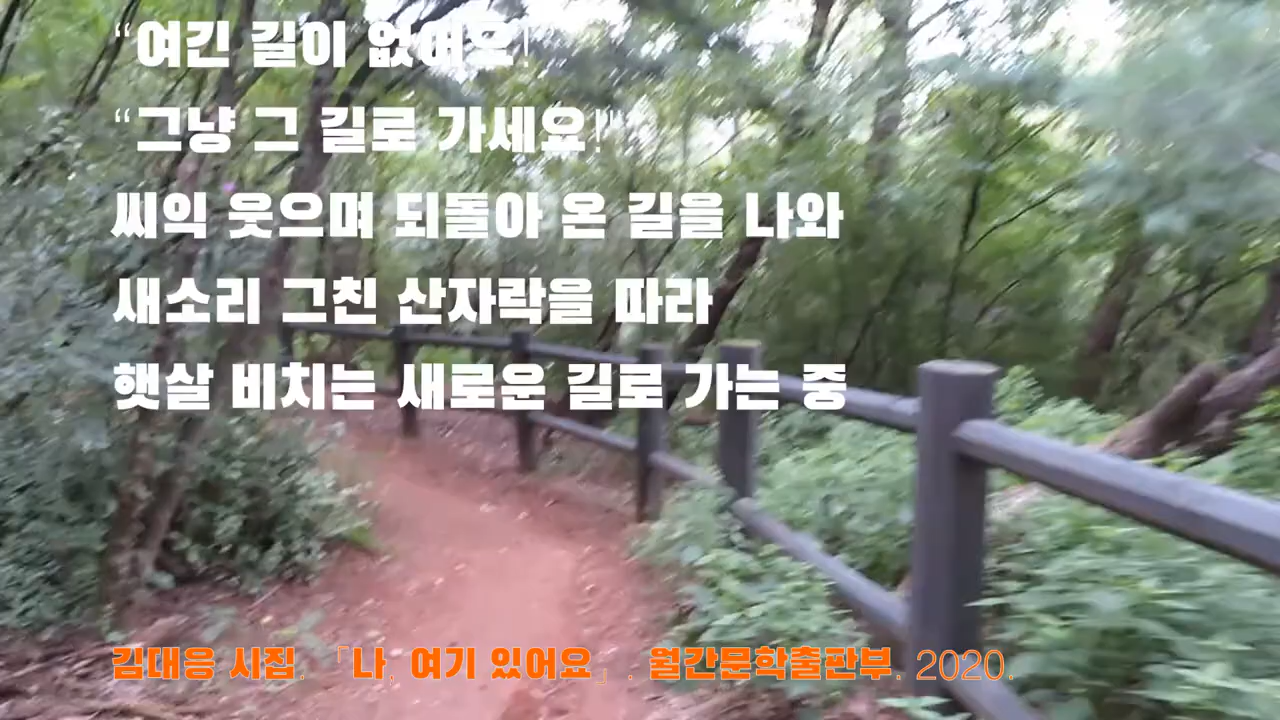 “여긴 길이 없어요!
“그냥 그 길로 가세요!"
씨익 웃으며 되돌아 온 길을 나와
새소리 그친 산자락을 따라
햇살 비치는 새로운 길로 가는 중
김대응 시집. 「나, 여기 있어요」. 월간문학출판부. 2020.